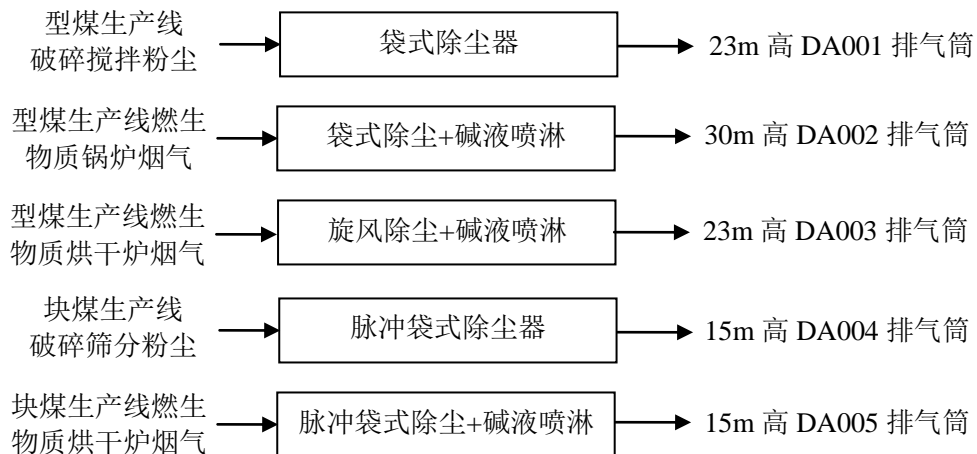 型煤生产线
破碎搅拌粉尘
袋式除尘器
23m 高 DA001 排气筒
型煤生产线燃生
物质锅炉烟气
袋式除尘+碱液喷淋
30m 高 DA002 排气筒
型煤生产线燃生
物质烘干炉烟气
旋风除尘+碱液喷淋
23m 高 DA003 排气筒
块煤生产线
破碎筛分粉尘
脉冲袋式除尘器
15m 高 DA004 排气筒
块煤生产线燃生
物质烘干炉烟气
脉冲袋式除尘+碱液喷淋
15m 高 DA005 排气筒